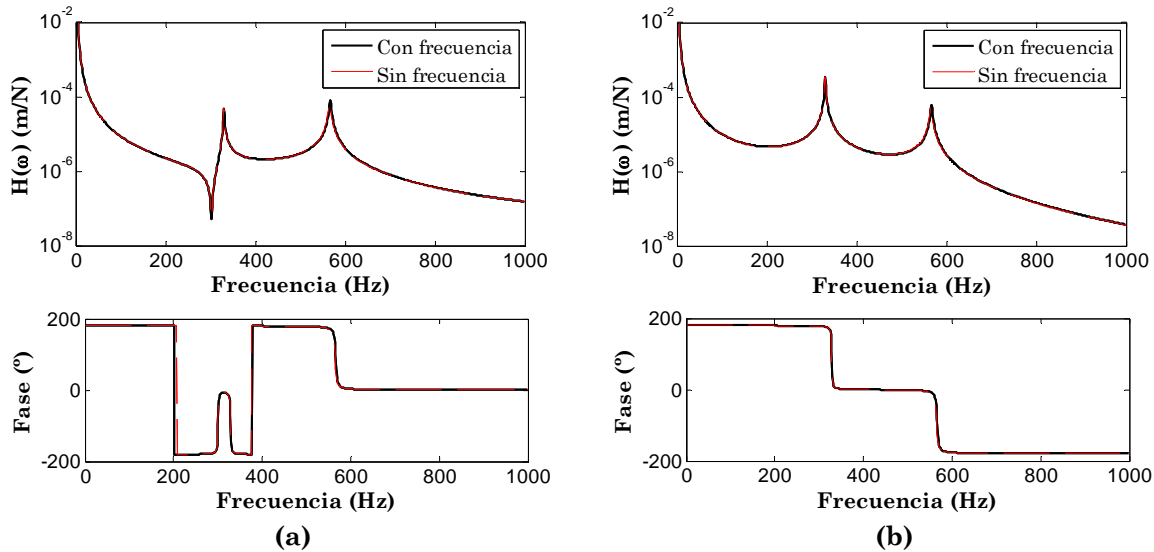 10^-2
10^-4
10^-6
10^-8
H(ω) (m/N)
Con frecuencia
Sin frecuencia
0 200 400 600 800 1000
Frecuencia (Hz)
200
0
-200
Fase (º)
0 200 400 600 800 1000
Frecuencia (Hz)
(a)
10^-2
10^-4
10^-6
10^-8
H(ω) (m/N)
Con frecuencia
Sin frecuencia
0 200 400 600 800 1000
Frecuencia (Hz)
200
0
-200
Fase (º)
0 200 400 600 800 1000
Frecuencia (Hz)
(b)